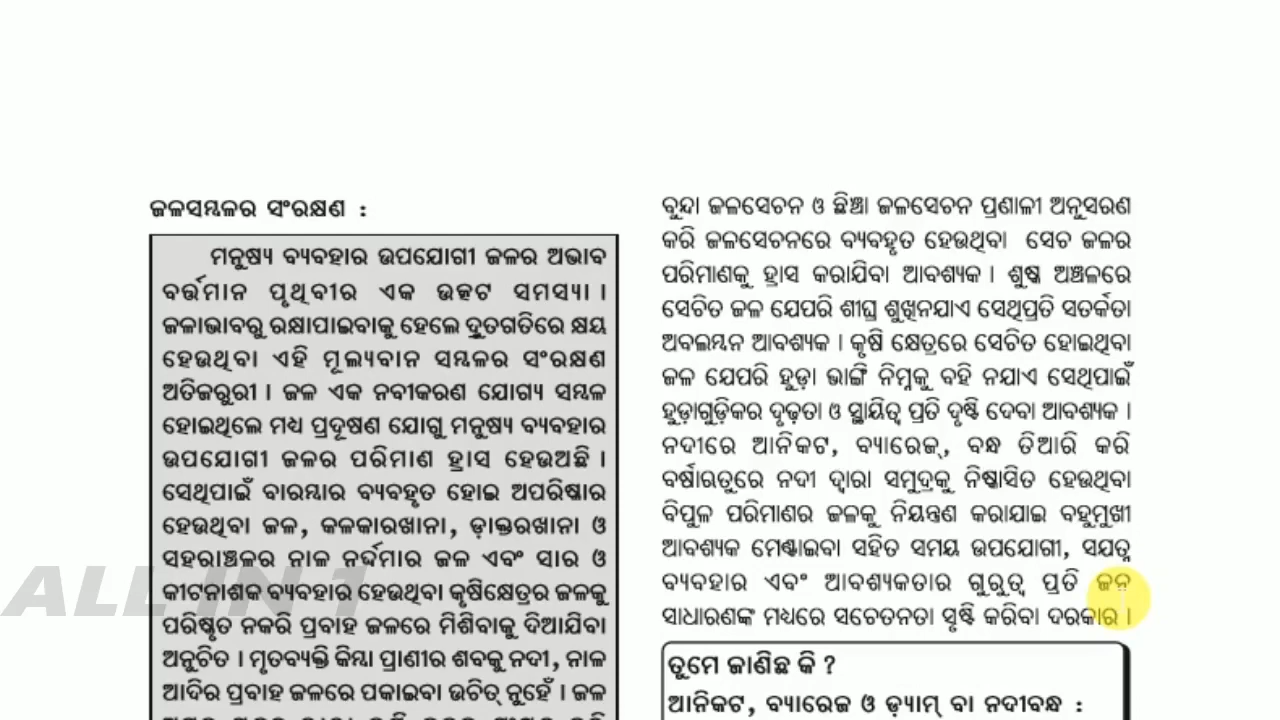 ଜଳସମ୍ବଳର ସଂରକ୍ଷଣ :
ମନୁଷ୍ୟ ବ୍ୟବହାର ଉପଯୋଗୀ ଜଳର ଅଭାବ
ବର୍ତ୍ତମାନ ପୃଥିବୀର ଏକ ଉତ୍କଟ ସମସ୍ୟା ।
ଜଳାଭାବରୁ ରକ୍ଷାପାଇବାକୁ ହେଲେ ଦ୍ରୁତଗତିରେ କ୍ଷୟ
ହେଉଥିବା ଏହି ମୂଲ୍ୟବାନ ସମ୍ବଳର ସଂରକ୍ଷଣ
ଅତିଜରୁରୀ । ଜଳ ଏକ ନବୀକରଣ ଯୋଗ୍ୟ ସମ୍ବଳ
ହୋଇଥିଲେ ମଧ୍ୟ ପ୍ରଦୂଷଣ ଯୋଗୁ ମନୁଷ୍ୟ ବ୍ୟବହାର
ଉପଯୋଗୀ ଜଳର ପରିମାଣ ହ୍ରାସ ହେଉଅଛି ।
ସେଥିପାଇଁ ବାରମ୍ବାର ବ୍ୟବହୃତ ହୋଇ ଅପରିଷ୍କାର
ହେଉଥିବା ଜଳ, କଳକାରଖାନା, ଡ଼ାକ୍ତରଖାନା ଓ
ସହରାଞ୍ଚଳର ନାଳ ନର୍ଦ୍ଦମାର ଜଳ ଏବଂ ସାର ଓ
କୀଟନାଶକ ବ୍ୟବହାର ହେଉଥିବା କୃଷିକ୍ଷେତ୍ରର ଜଳକୁ
ପରିଷ୍କୃତ ନକରି ପ୍ରବାହ ଜଳରେ ମିଶିବାକୁ ଦିଆଯିବା
ଅନୁଚିତ । ମୃତବ୍ୟକ୍ତି କିମ୍ବା ପ୍ରାଣୀର ଶବକୁ ନଦୀ, ନାଳ
ଆଦିର ପ୍ରବାହ ଜଳରେ ପକାଇବା ଉଚିତ୍ ନୁହେଁ । ଜଳ
ବୁନ୍ଦା ଜଳସେଚନ ଓ ଛିଞ୍ଚା ଜଳସେଚନ ପ୍ରଣାଳୀ ଅନୁସରଣ
କରି ଜଳସେଚନରେ ବ୍ୟବହୃତ ହେଉଥିବା ସେଚ ଜଳର
ପରିମାଣକୁ ହ୍ରାସ କରାଯିବା ଆବଶ୍ୟକ । ଶୁଷ୍କ ଅଞ୍ଚଳରେ
ସେଚିତ ଜଳ ଯେପରି ଶୀଘ୍ର ଶୁଖିନଯାଏ ସେଥିପ୍ରତି ସତର୍କତା
ଅବଲମ୍ବନ ଆବଶ୍ୟକ । କୃଷି କ୍ଷେତ୍ରରେ ସେଚିତ ହୋଇଥିବା
ଜଳ ଯେପରି ହୁଡ଼ା ଭାଙ୍ଗି ନିମ୍ନକୁ ବହି ନଯାଏ ସେଥିପାଇଁ
ହୁଡ଼ାଗୁଡ଼ିକର ଦୃଢ଼ତା ଓ ସ୍ଥାୟିତ୍ୱ ପ୍ରତି ଦୃଷ୍ଟି ଦେବା ଆବଶ୍ୟକ ।
ନଦୀରେ ଆନିକଟ, ବ୍ୟାରେଜ୍, ବନ୍ଧ ତିଆରି କରି
ବର୍ଷାଋତୁରେ ନଦୀ ଦ୍ୱାରା ସମୁଦ୍ରକୁ ନିଷ୍କାସିତ ହେଉଥିବା
ବିପୁଳ ପରିମାଣର ଜଳକୁ ନିୟନ୍ତ୍ରଣ କରାଯାଇ ବହୁମୁଖୀ
ଆବଶ୍ୟକ ମେଣ୍ଟାଇବା ସହିତ ସମୟ ଉପଯୋଗୀ, ସଯତ୍ନ
ବ୍ୟବହାର ଏବଂ ଆବଶ୍ୟକତାର ଗୁରୁତ୍ୱ ପ୍ରତି ଜନ
ସାଧାରଣଙ୍କ ମଧ୍ୟରେ ସଚେତନତା ସୃଷ୍ଟି କରିବା ଦରକାର ।
ତୁମେ ଜାଣିଛ କି ?
ଆନିକଟ, ବ୍ୟାରେଜ ଓ ଡ୍ୟାମ୍ ବା ନଦୀବନ୍ଧ :
ALL IN 1